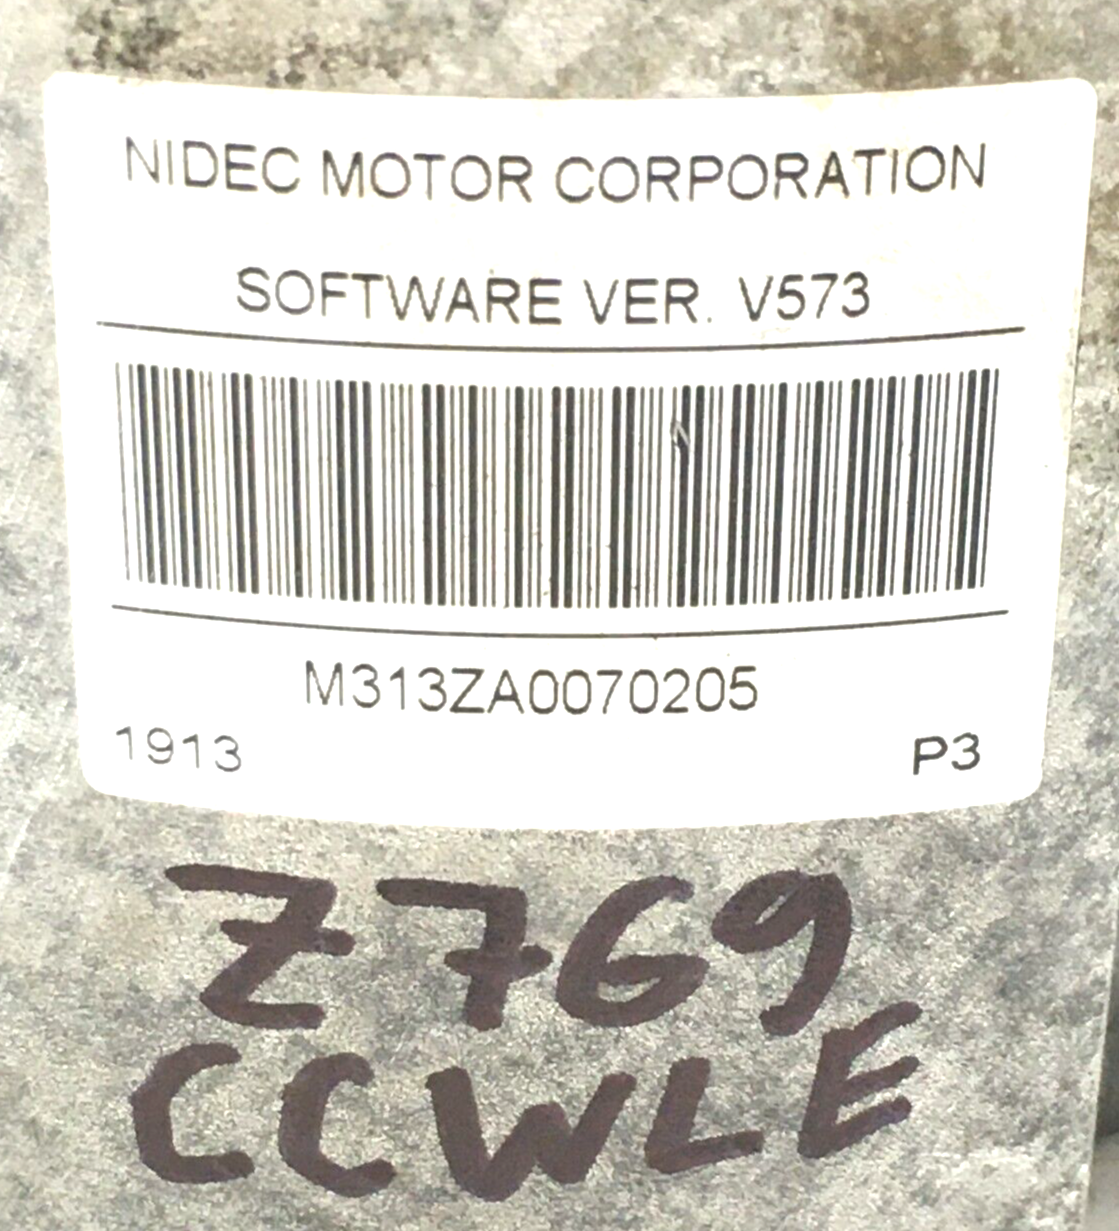 NIDEC MOTOR CORPORATION
SOFTWARE VER. V573
M313ZA0070205
1913 P3
Z769
CCWLE